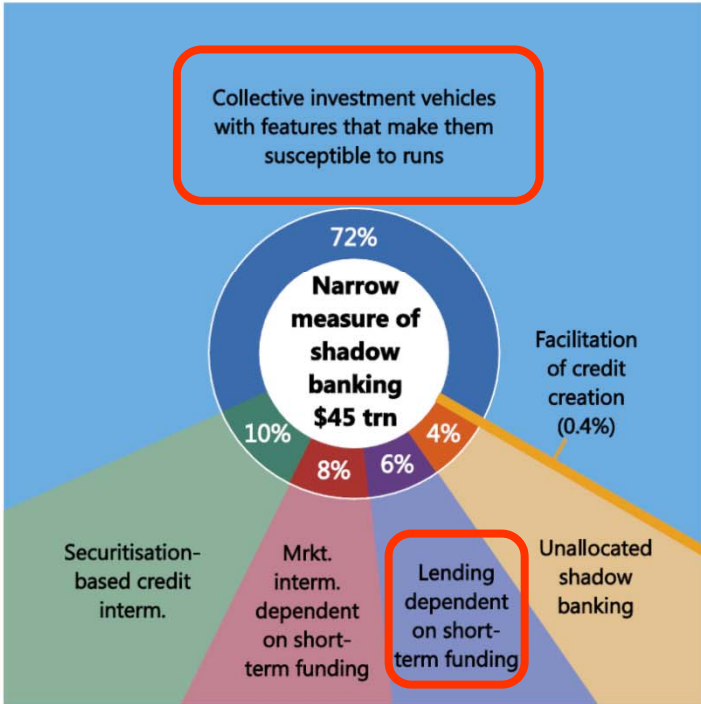 Collective investment vehicles
with features that make them
susceptible to runs
72%
Narrow
measure of
shadow
banking
$45 trn
Facilitation
of credit
creation
(0.4%)
10%
8%
6%
4%
Securitisation-
based credit
interm.
Mrkt.
interm.
dependent
on short-
term funding
Lending
dependent
on short-
term funding
Unallocated
shadow
banking